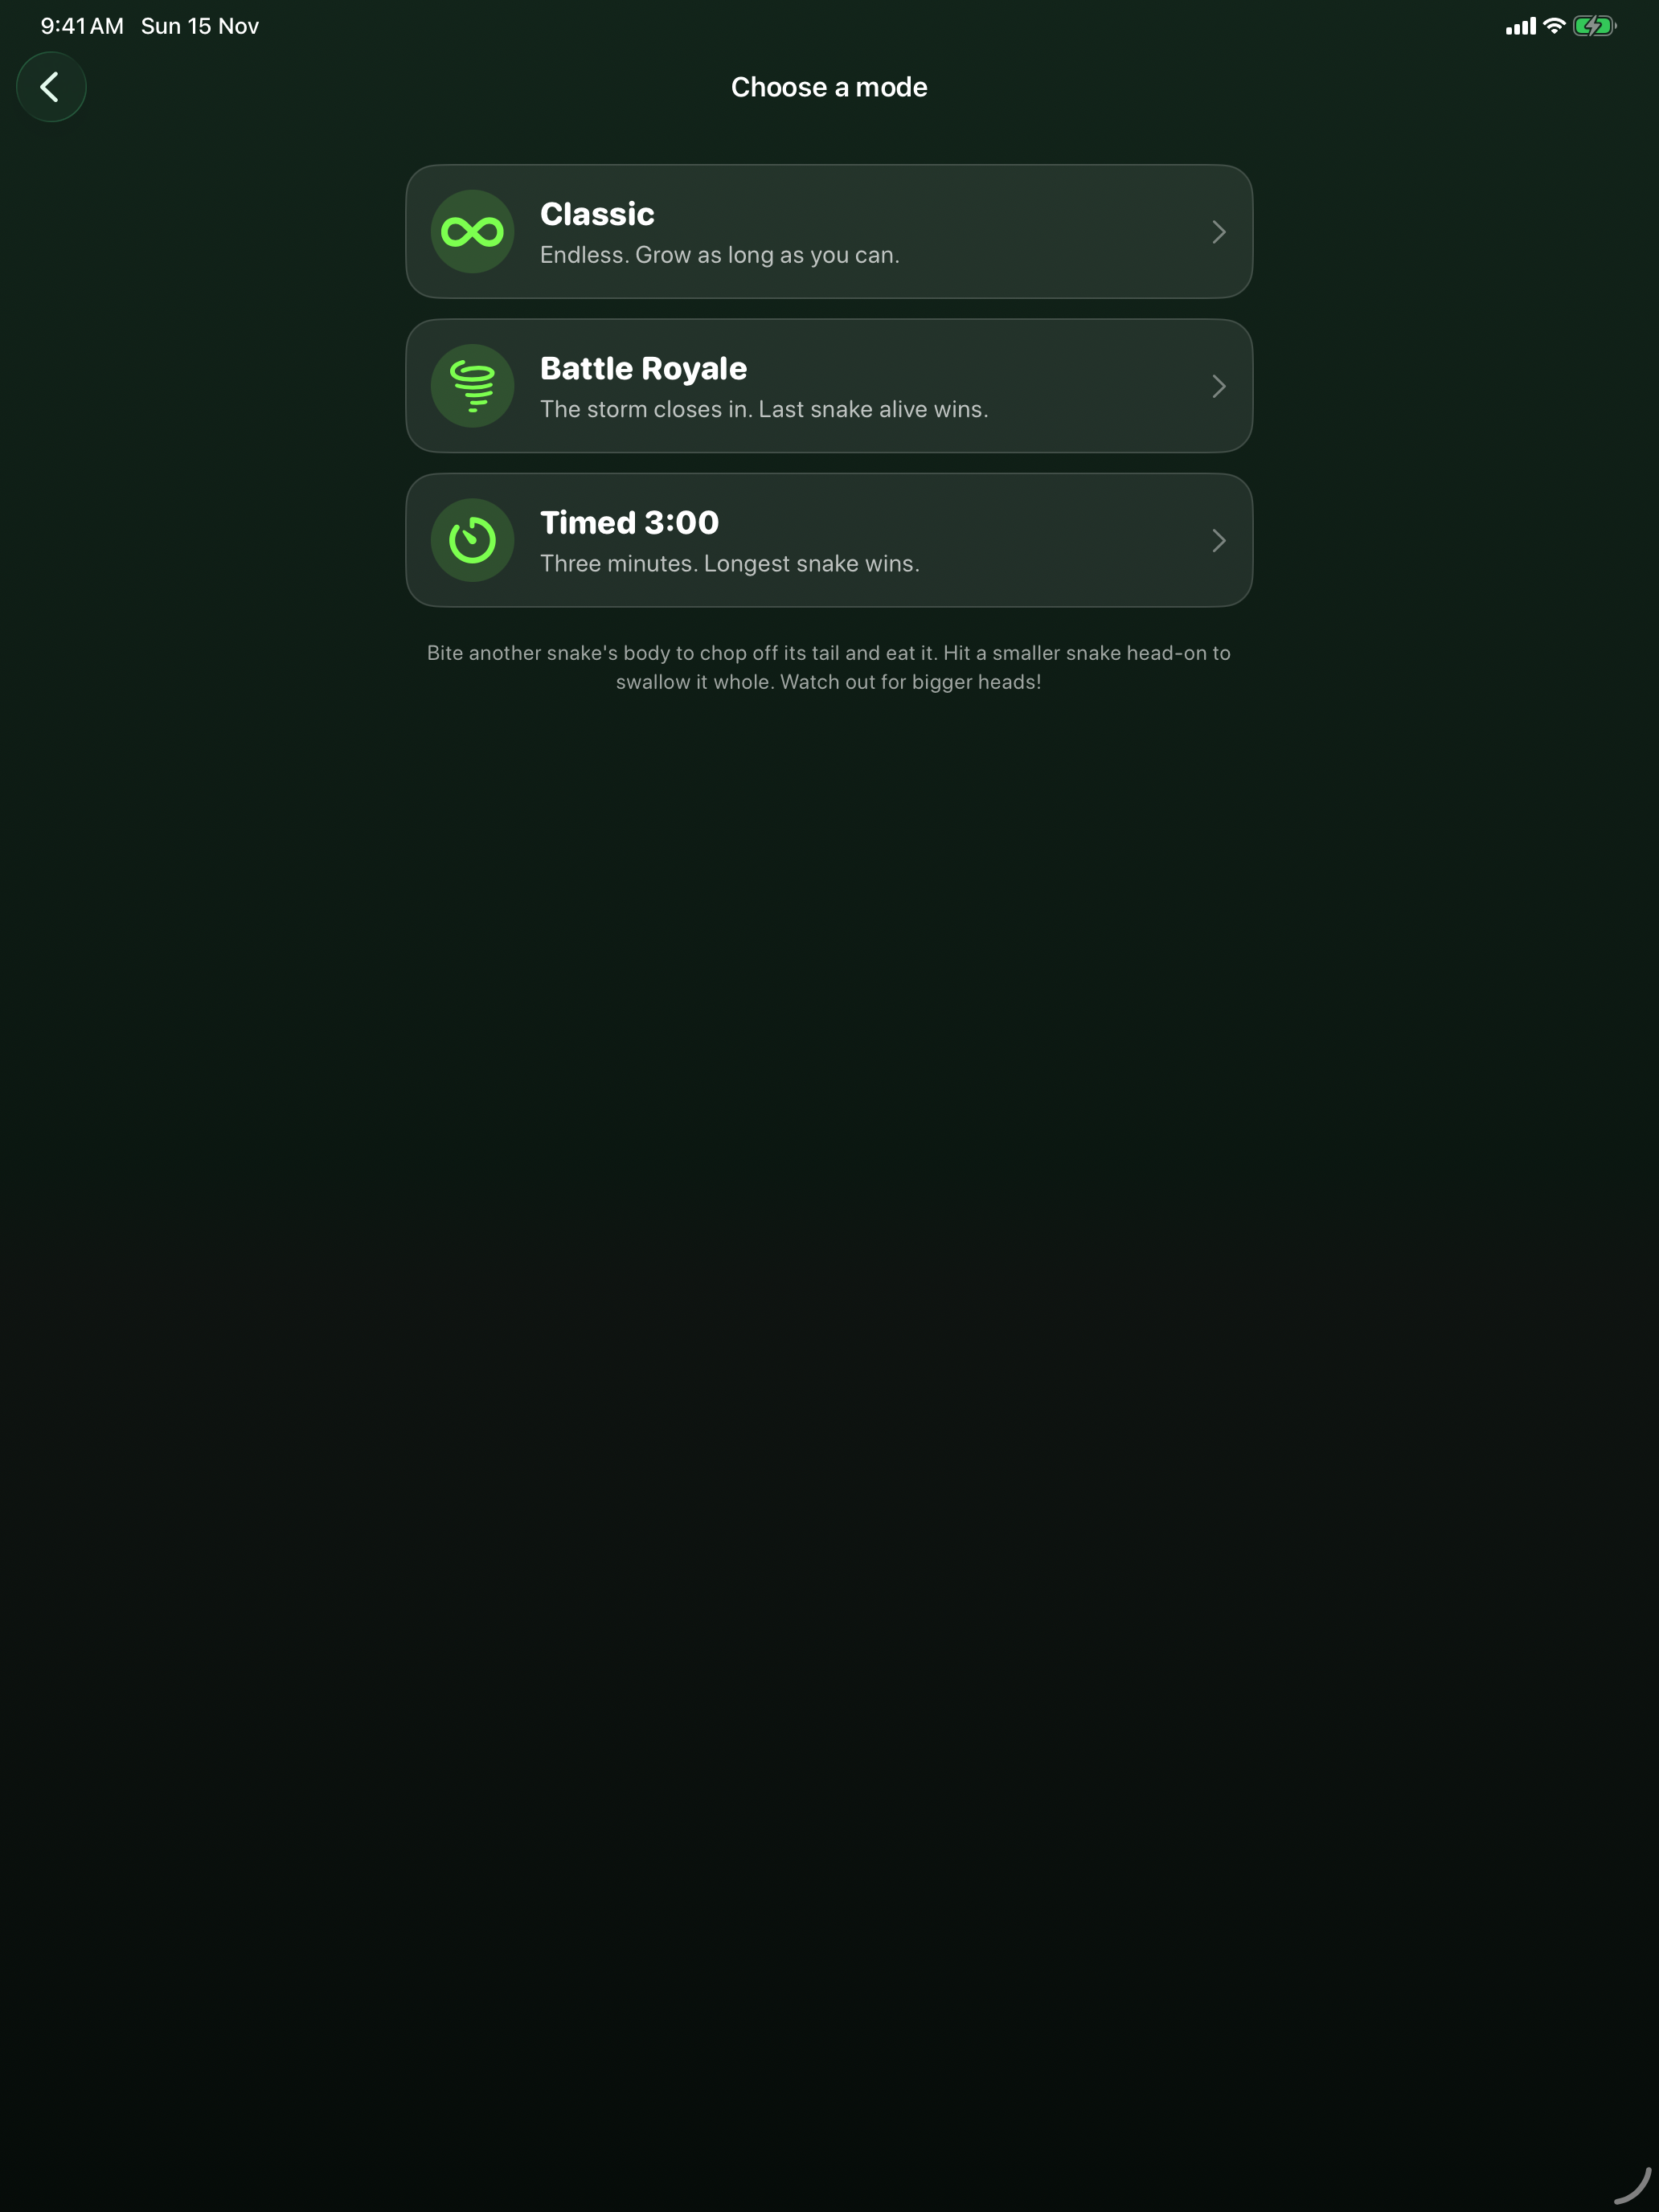 9:41 AM Sun 15 Nov
Choose a mode
Classic
Endless. Grow as long as you can.
Battle Royale
The storm closes in. Last snake alive wins.
Timed 3:00
Three minutes. Longest snake wins.
Bite another snake's body to chop off its tail and eat it. Hit a smaller snake head-on to
swallow it whole. Watch out for bigger heads!